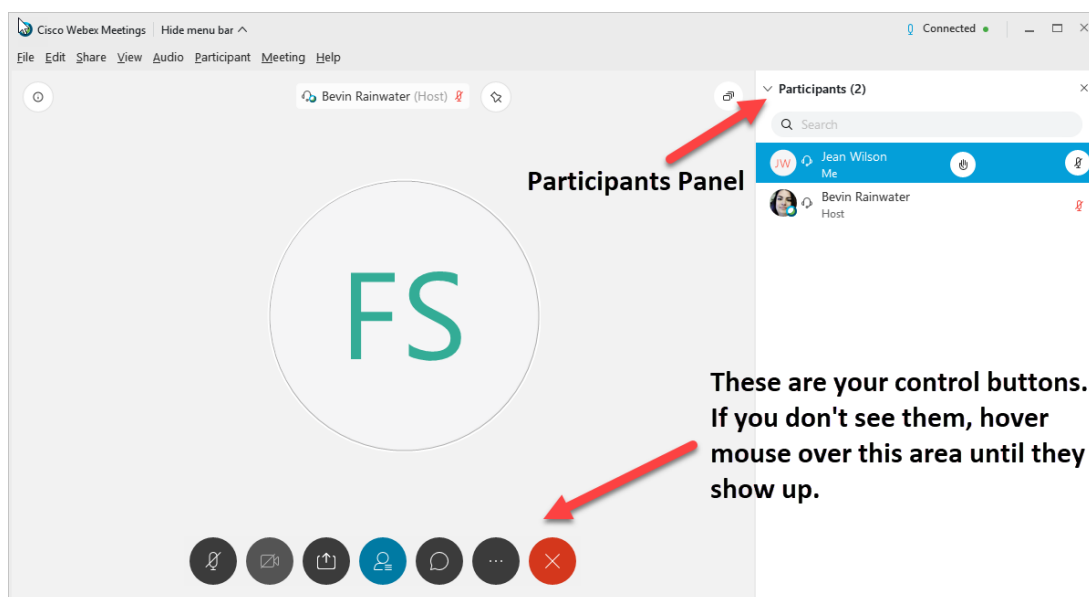 Cisco Webex Meetings Hide menu bar
Connected
File Edit Share View Audio Participant Meeting Help
Bevin Rainwater (Host)
Participants (2)
Search
JW Jean Wilson
Me
Bevin Rainwater
Host
Participants Panel
FS
These are your control buttons.
If you don't see them, hover
mouse over this area until they
show up.